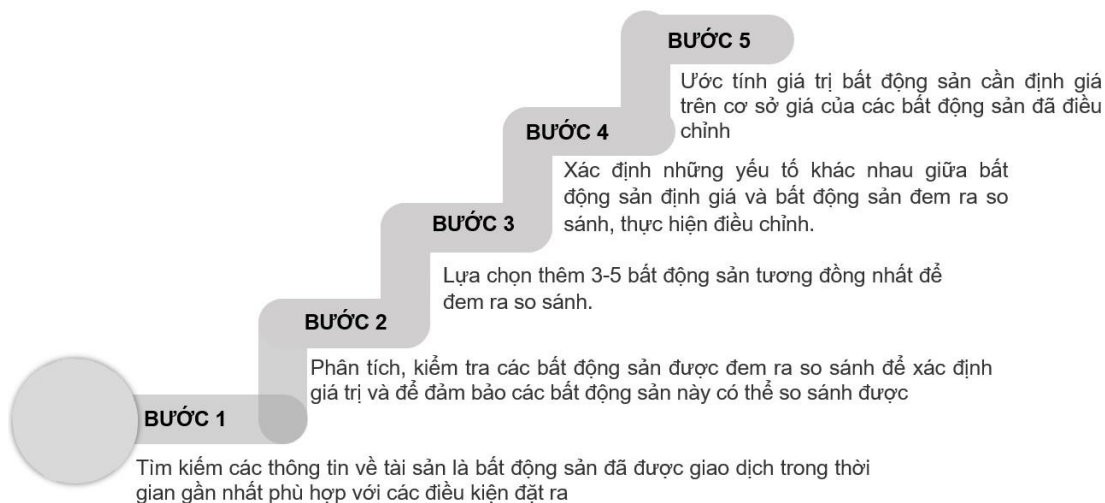 BƯỚC 5
Ước tính giá trị bất động sản cần định giá
trên cơ sở giá của các bất động sản đã điều
chỉnh
BƯỚC 4
Xác định những yếu tố khác nhau giữa bất
động sản định giá và bất động sản đem ra so
sánh, thực hiện điều chỉnh.
BƯỚC 3
Lựa chọn thêm 3-5 bất động sản tương đồng nhất để
đem ra so sánh.
BƯỚC 2
Phân tích, kiểm tra các bất động sản được đem ra so sánh để xác định
giá trị và để đảm bảo các bất động sản này có thể so sánh được
BƯỚC 1
Tìm kiếm các thông tin về tài sản là bất động sản đã được giao dịch trong thời
gian gần nhất phù hợp với các điều kiện đặt ra